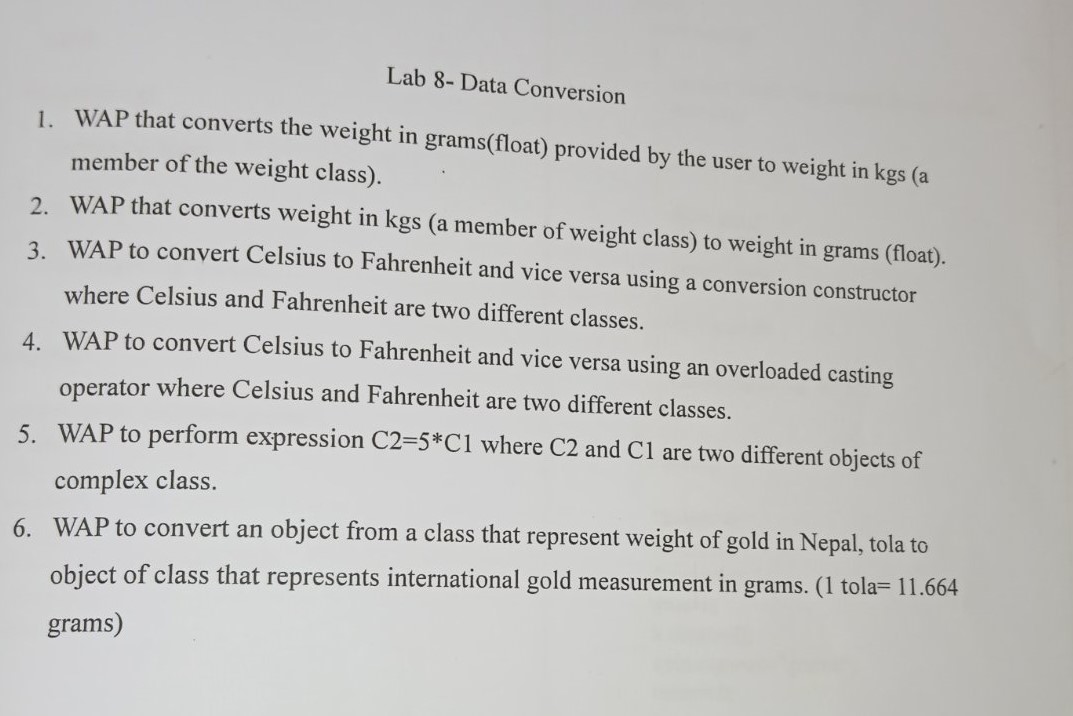 Lab 8- Data Conversion
1. WAP that converts the weight in grams(float) provided by the user to weight in kgs (a
member of the weight class).
2. WAP that converts weight in kgs (a member of weight class) to weight in grams (float).
3. WAP to convert Celsius to Fahrenheit and vice versa using a conversion constructor
where Celsius and Fahrenheit are two different classes.
4. WAP to convert Celsius to Fahrenheit and vice versa using an overloaded casting
operator where Celsius and Fahrenheit are two different classes.
5. WAP to perform expression C2=5*C1 where C2 and C1 are two different objects of
complex class.
6. WAP to convert an object from a class that represent weight of gold in Nepal, tola to
object of class that represents international gold measurement in grams. (1 tola= 11.664
grams)